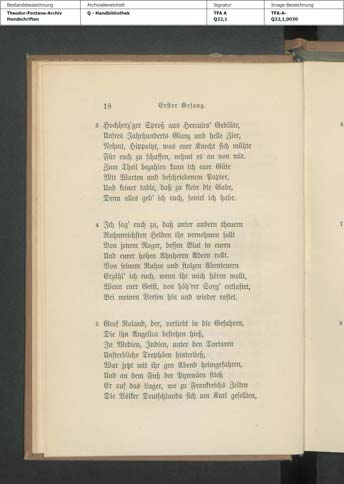 Bestandsbezeichnung
Theodor-Fontane-Archiv
Handschriften
Archivalieneinheit
Q - Handbibliothek
Signatur
TFA A
Q22,1
Image-Bezeichnung
TFA-A-
Q22,1,0030
18 Erster Gesang.
3 Hochherz'ger Sproß aus Hercules' Geblüte,
Unsres Jahrhunderts Glanz und helle Zier,
Nehmt, Hippolyt, was euer Knecht sich mühte
Für euch zu schaffen, nehmt es an von mir.
Zum Theil bezahlen kann ich eure Güte
Mit Worten und beschriebenem Papier,
Und keiner tadle, daß zu klein die Gabe,
Denn alles geb' ich euch, soviel ich habe.
4 Ich sag' euch zu, daß unter andern theuern
Ruhmreichsten Helden ihr vernehmen sollt
Von jenem Roger, dessen Blut in euern
Und eurer hohen Ahnherrn Adern rollt.
Von seinem Ruhm und stolzen Abenteuern
Erzähl' ich euch, wenn ihr mich hören wollt,
Wenn euer Geist, von höh'rer Sorg' entlastet,
Bei meinen Versen hin und wieder rastet.
5 Graf Roland, der, verliebt in die Gefahren,
Die ihn Angelica bestehen hieß,
In Medien, Indien, unter den Tartaren
Unsterbliche Trophäen hinterließ,
War jetzt mit ihr gen Abend heimgefahren,
Und an dem Fuß der Pyrenäen stieß
Er auf das Lager, wo zu Frankreichs Zelten
Die Völker Deutschlands sich um Karl gesellten,
6
7
8